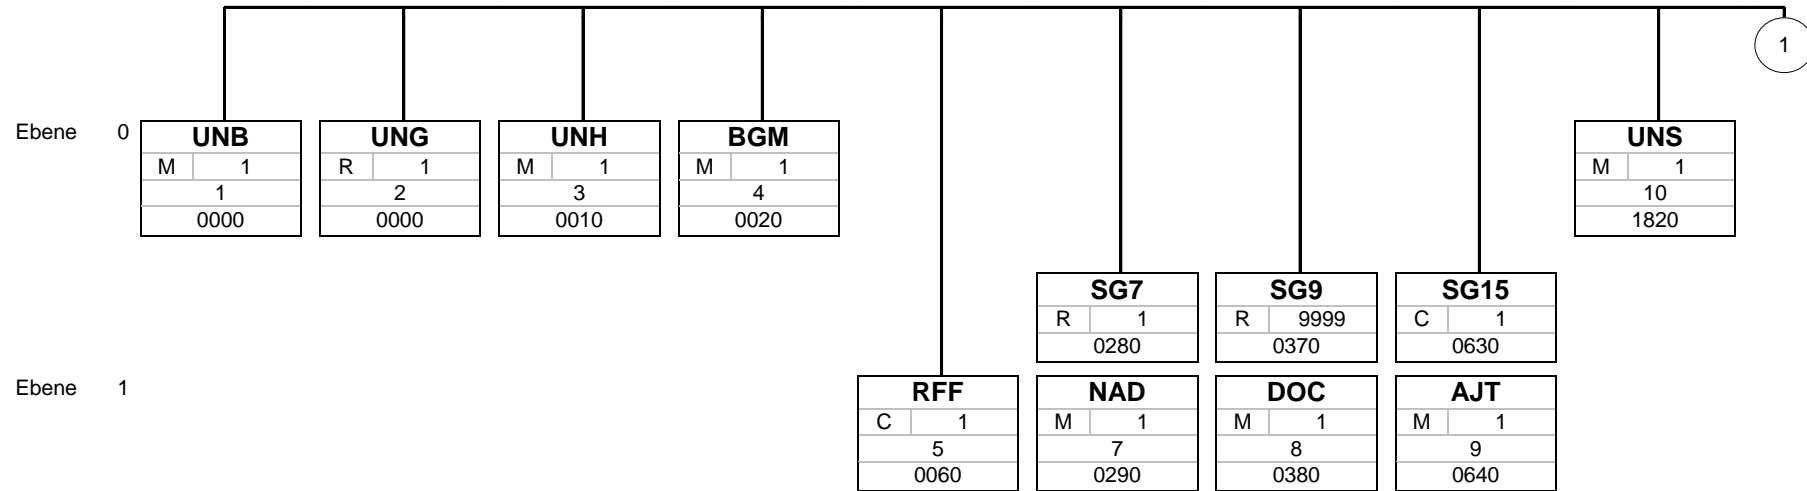 1
Ebene 0
UNB UNG UNH BGM UNS
M 1 R 1 M 1 M 1 M 1
1 2 3 4 10
0000 0000 0010 0020 1820
SG7 SG9 SG15
R 1 R 9999 C 1
0280 0370 0630
Ebene 1
RFF NAD DOC AJT
C 1 M 1 M 1 M 1
5 7 8 9
0060 0290 0380 0640